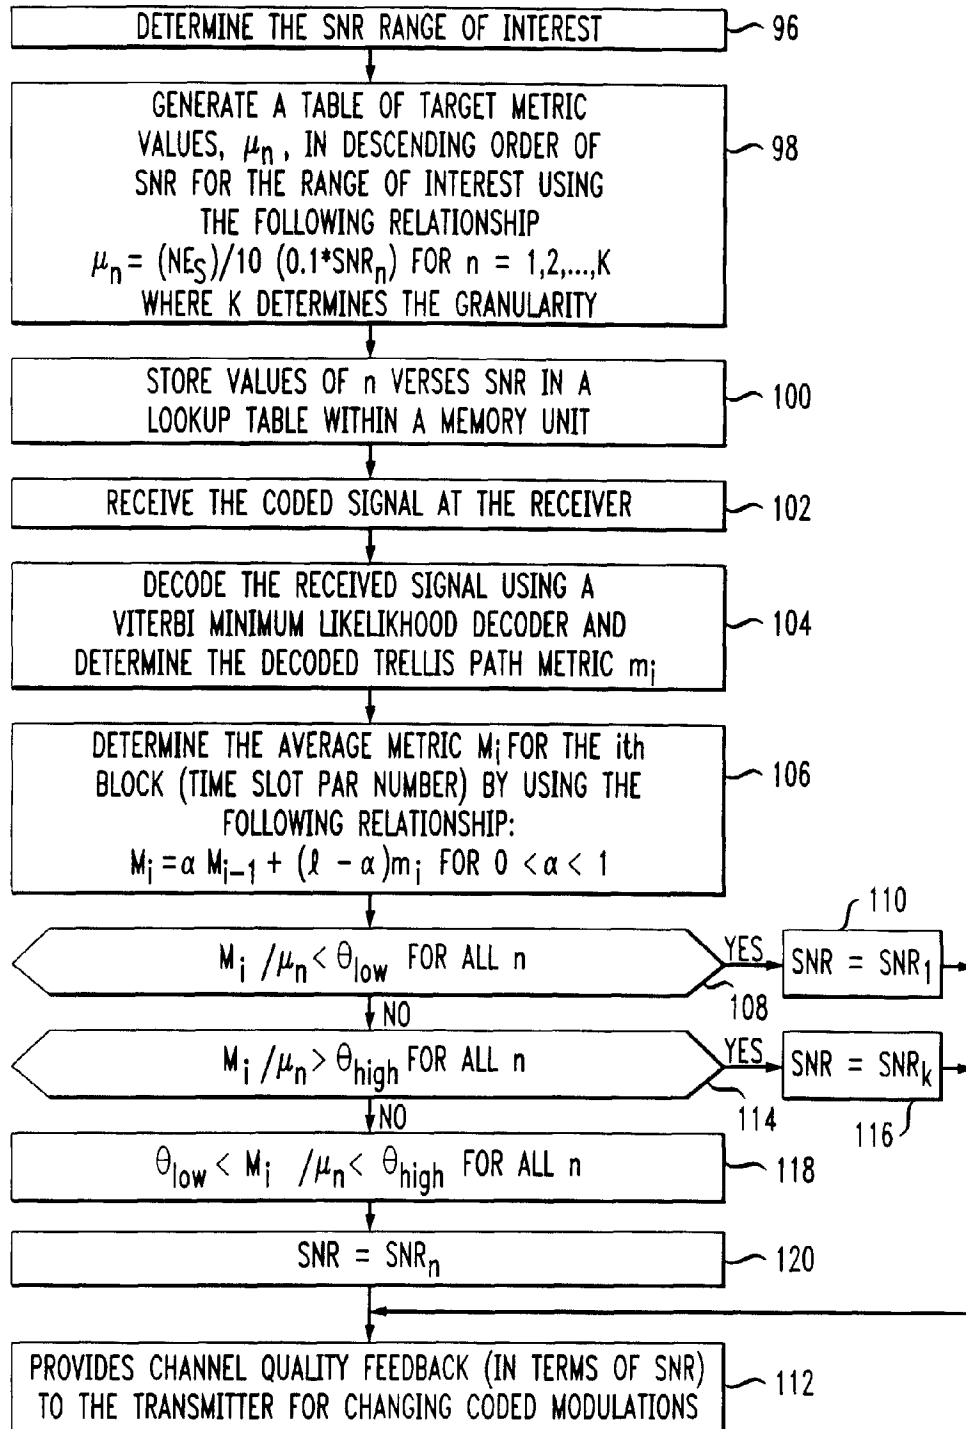 DETERMINE THE SNR RANGE OF INTEREST
96
GENERATE A TABLE OF TARGET METRIC
VALUES, μn, IN DESCENDING ORDER OF
SNR FOR THE RANGE OF INTEREST USING
THE FOLLOWING RELATIONSHIP
μn = (NES)/10 (0.1*SNRn) FOR n = 1,2,...,K
WHERE K DETERMINES THE GRANULARITY
98
STORE VALUES OF n VERSES SNR IN A
LOOKUP TABLE WITHIN A MEMORY UNIT
100
RECEIVE THE CODED SIGNAL AT THE RECEIVER
102
DECODE THE RECEIVED SIGNAL USING A
VITERBI MINIMUM LIKELIKHOOD DECODER AND
DETERMINE THE DECODED TRELLIS PATH METRIC mi
104
DETERMINE THE AVERAGE METRIC Mi FOR THE ith
BLOCK (TIME SLOT PAR NUMBER) BY USING THE
FOLLOWING RELATIONSHIP:
Mi = α Mi-1 + (ℓ - α)mi FOR 0 < α < 1
106
Mi /μn < θlow FOR ALL n
108
YES
110
SNR = SNR1
NO
Mi /μn > θhigh FOR ALL n
114
YES
SNR = SNRk
116
NO
θlow < Mi /μn < θhigh FOR ALL n
118
SNR = SNRn
120
PROVIDES CHANNEL QUALITY FEEDBACK (IN TERMS OF SNR)
TO THE TRANSMITTER FOR CHANGING CODED MODULATIONS
112